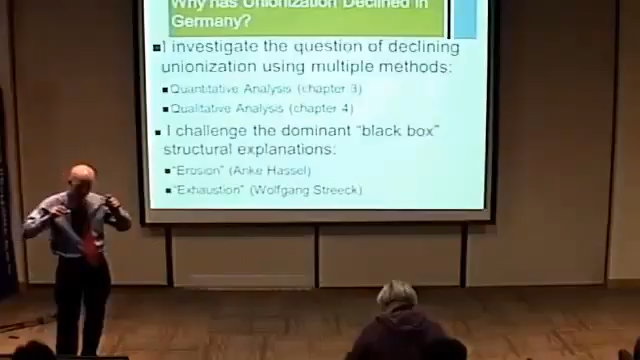 Why has Unionization Declined in
Germany?
I investigate the question of declining
unionization using multiple methods:
Quantitative Analysis (chapter 3)
Qualitative Analysis (chapter 4)
I challenge the dominant "black box"
structural explanations:
"Erosion" (Anke Hassel)
"Exhaustion" (Wolfgang Streeck)